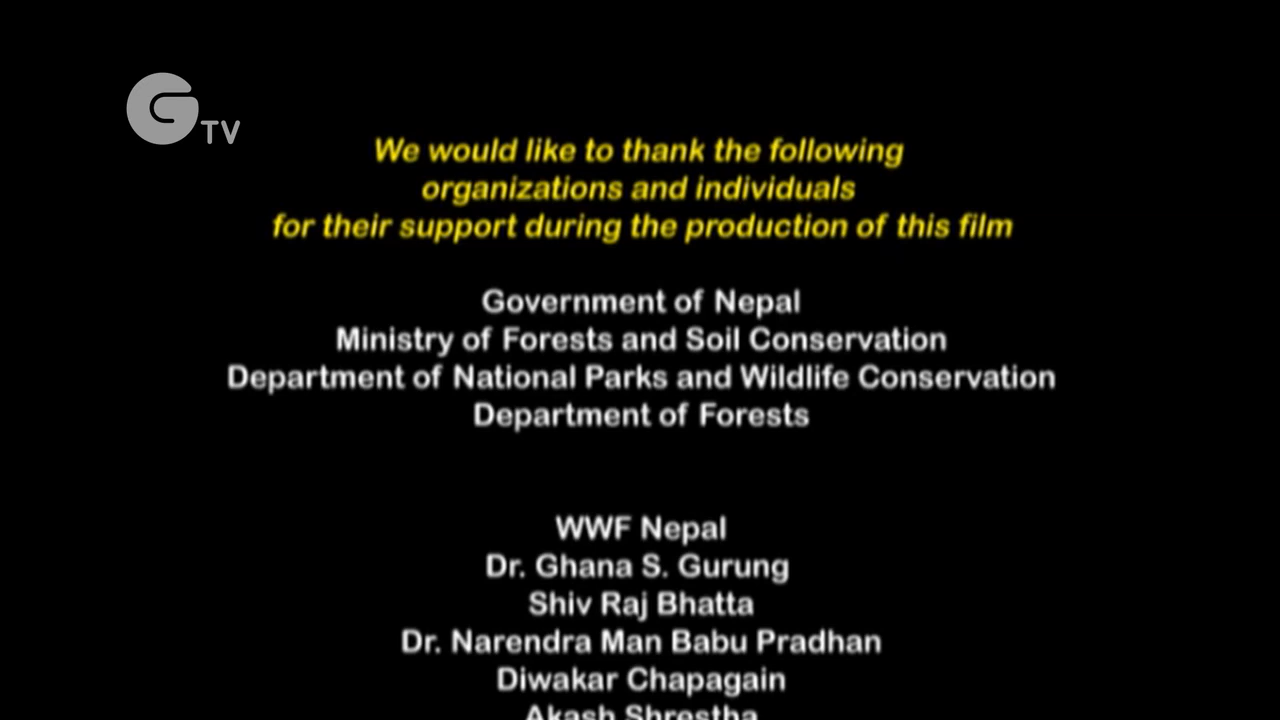 G TV
We would like to thank the following
organizations and individuals
for their support during the production of this film
Government of Nepal
Ministry of Forests and Soil Conservation
Department of National Parks and Wildlife Conservation
Department of Forests
WWF Nepal
Dr. Ghana S. Gurung
Shiv Raj Bhatta
Dr. Narendra Man Babu Pradhan
Diwakar Chapagain
Akash Shrestha